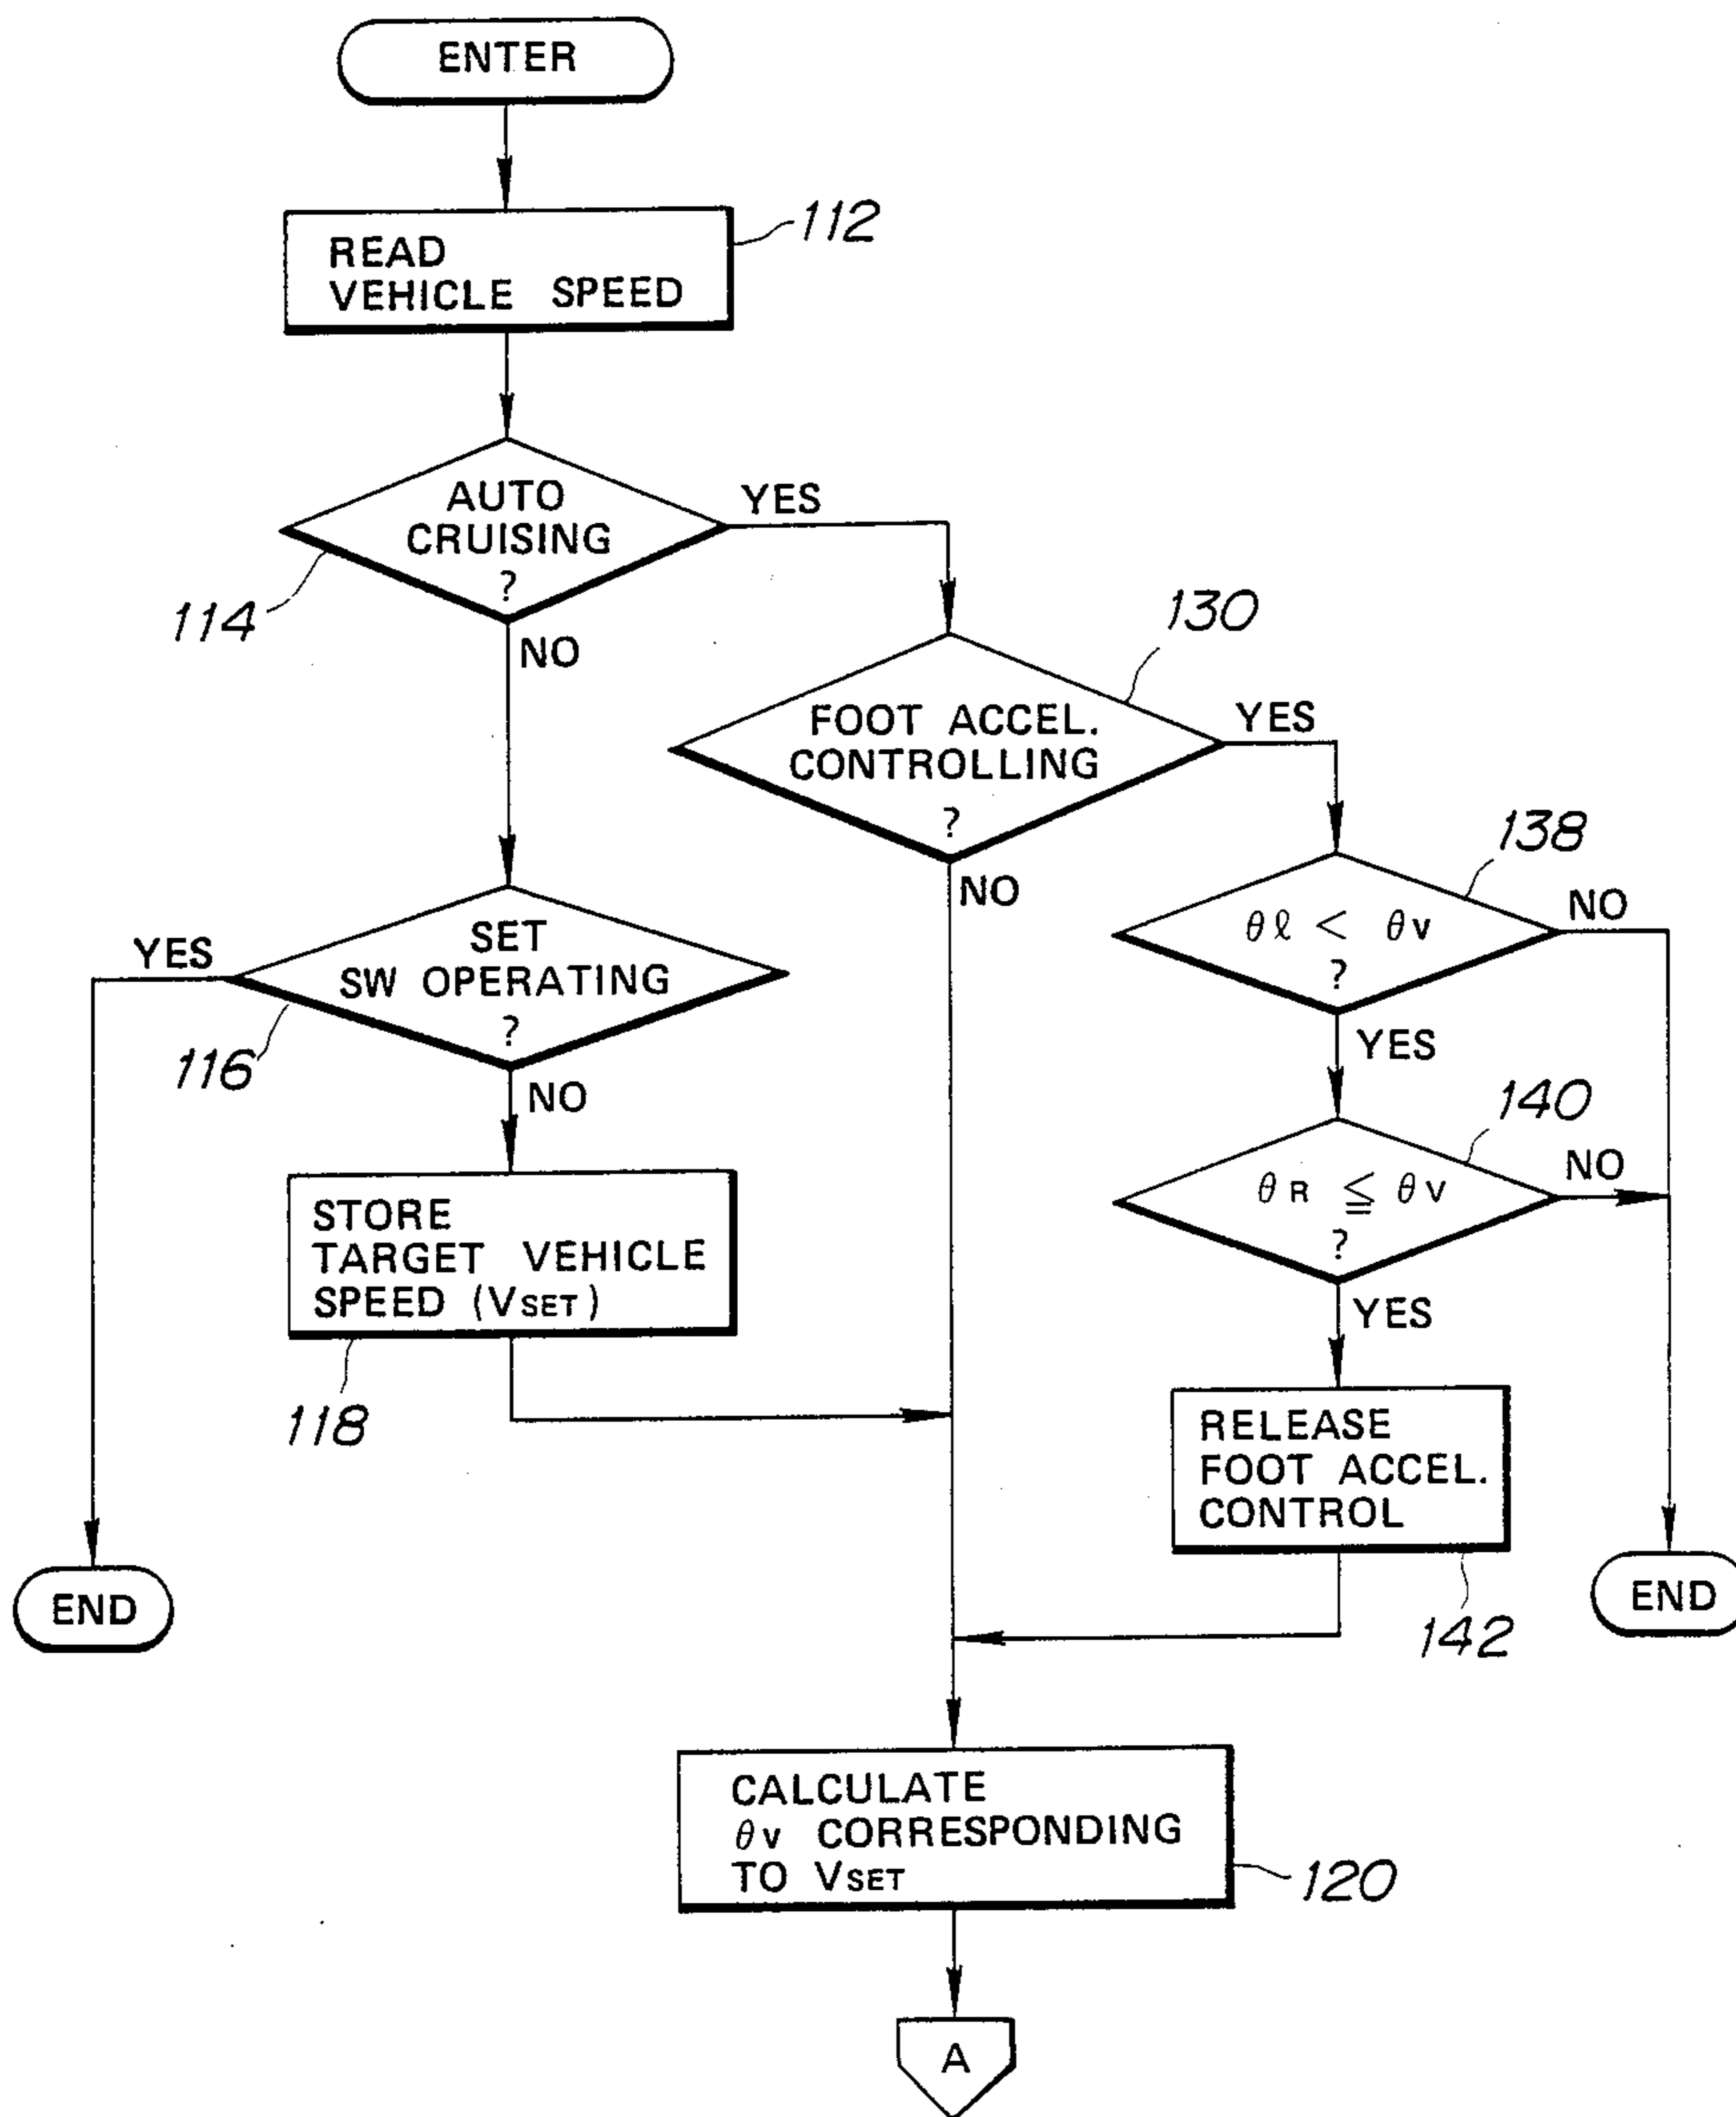 ENTER
READ
VEHICLE SPEED
112
AUTO
CRUISING
?
YES
114
NO
130
FOOT ACCEL.
CONTROLLING
?
YES
NO
138
θℓ < θv
?
NO
YES
SET
SW OPERATING
?
YES
116
NO
140
θR ≦ θv
?
NO
YES
STORE
TARGET VEHICLE
SPEED (VSET)
118
RELEASE
FOOT ACCEL.
CONTROL
142
END
END
CALCULATE
θv CORRESPONDING
TO VSET
120
A